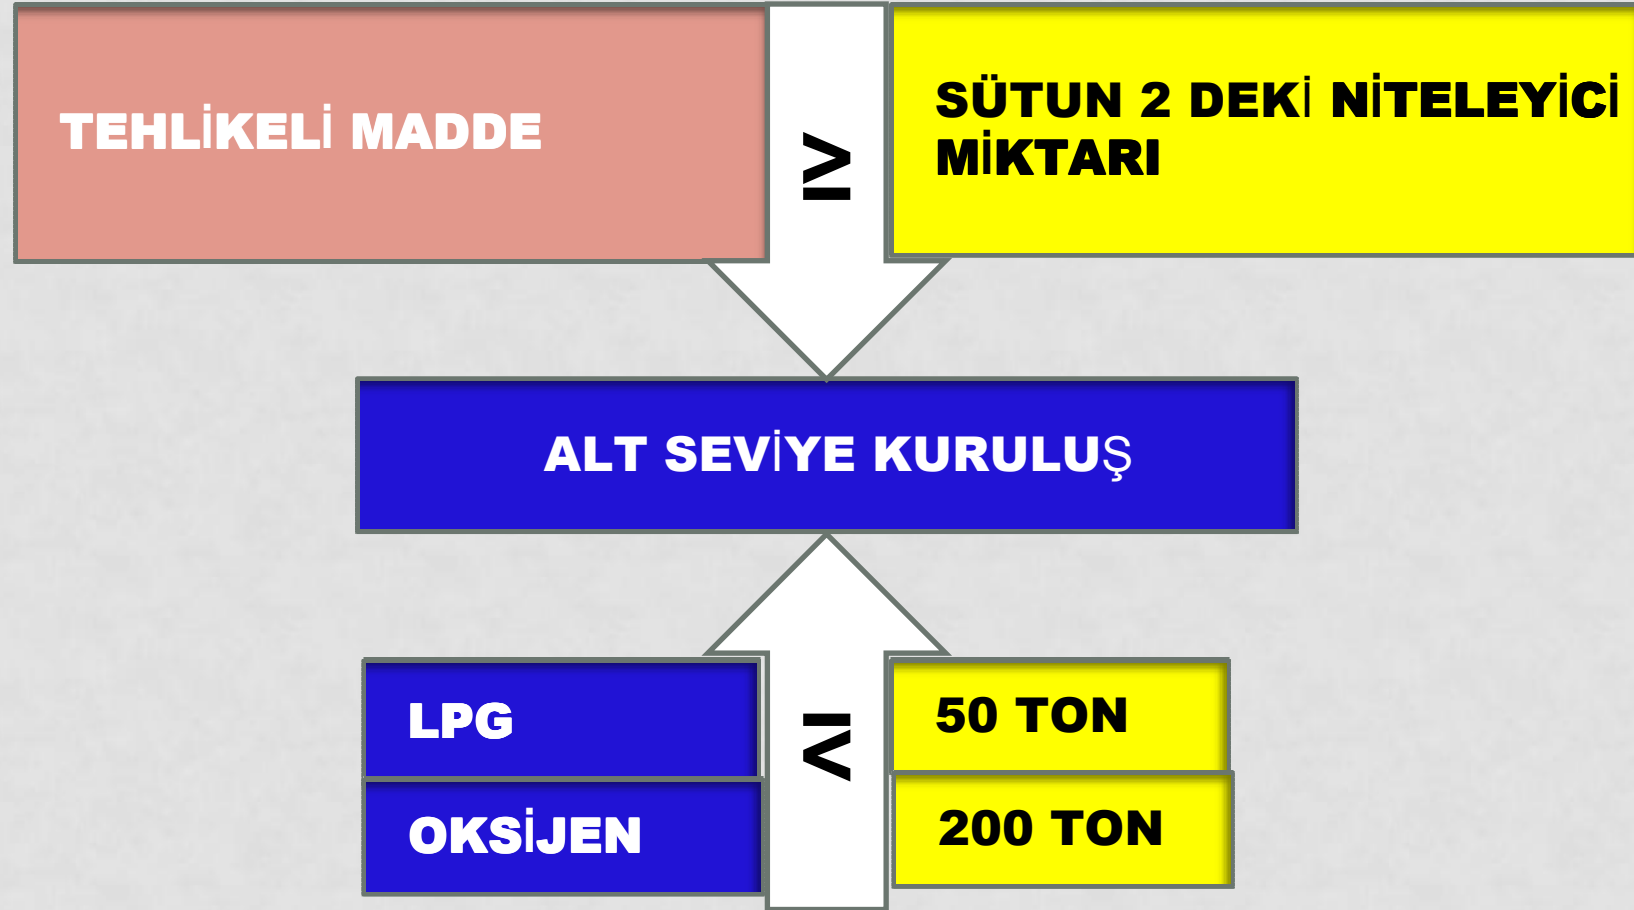 TEHLİKELİ MADDE
≥
SÜTUN 2 DEKİ NİTELEYİCİ
MİKTARI
ALT SEVİYE KURULUŞ
LPG
≥
50 TON
OKSİJEN
200 TON